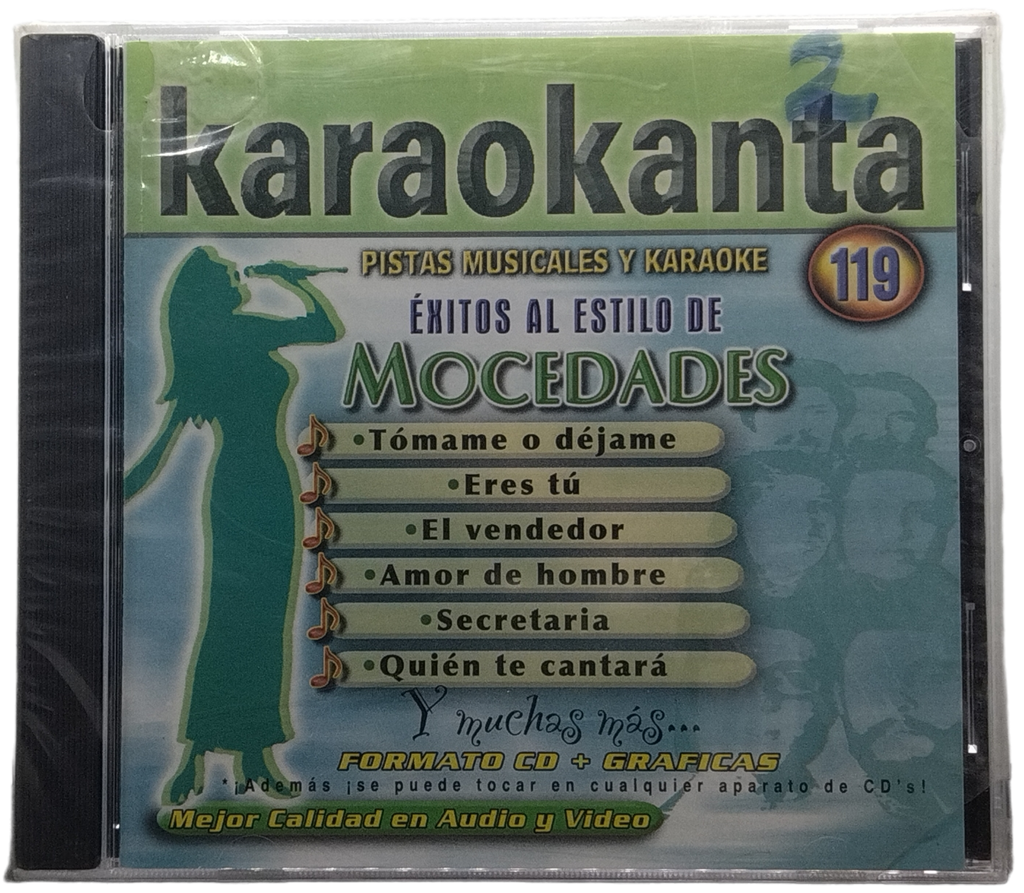 2
karaokanta
PISTAS MUSICALES Y KARAOKE
119
ÉXITOS AL ESTILO DE
MOCEDADES
•Tómame o déjame
•Eres tú
•El vendedor
•Amor de hombre
•Secretaria
•Quién te cantará
Y muchas más...
FORMATO CD + GRAFICAS
*¡Además ¡se puede tocar en cualquier aparato de CD's!
Mejor Calidad en Audio y Video